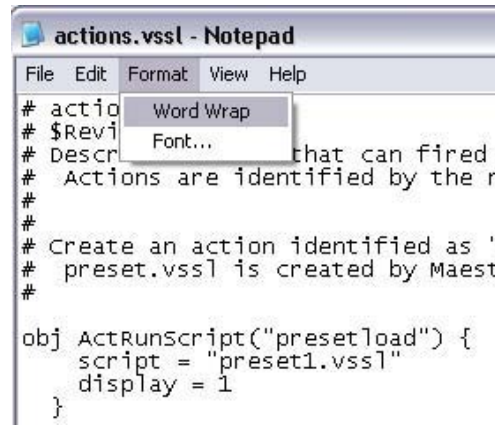 actions.vssl - Notepad
File Edit Format View Help
Word Wrap
Font...
# actio
# $Revi
# Descr that can fired
# Actions are identified by the
#
#
# Create an action identified as '
# preset.vssl is created by Maest
#
obj ActRunScript("presetload") {
script = "preset1.vssl"
display = 1
}